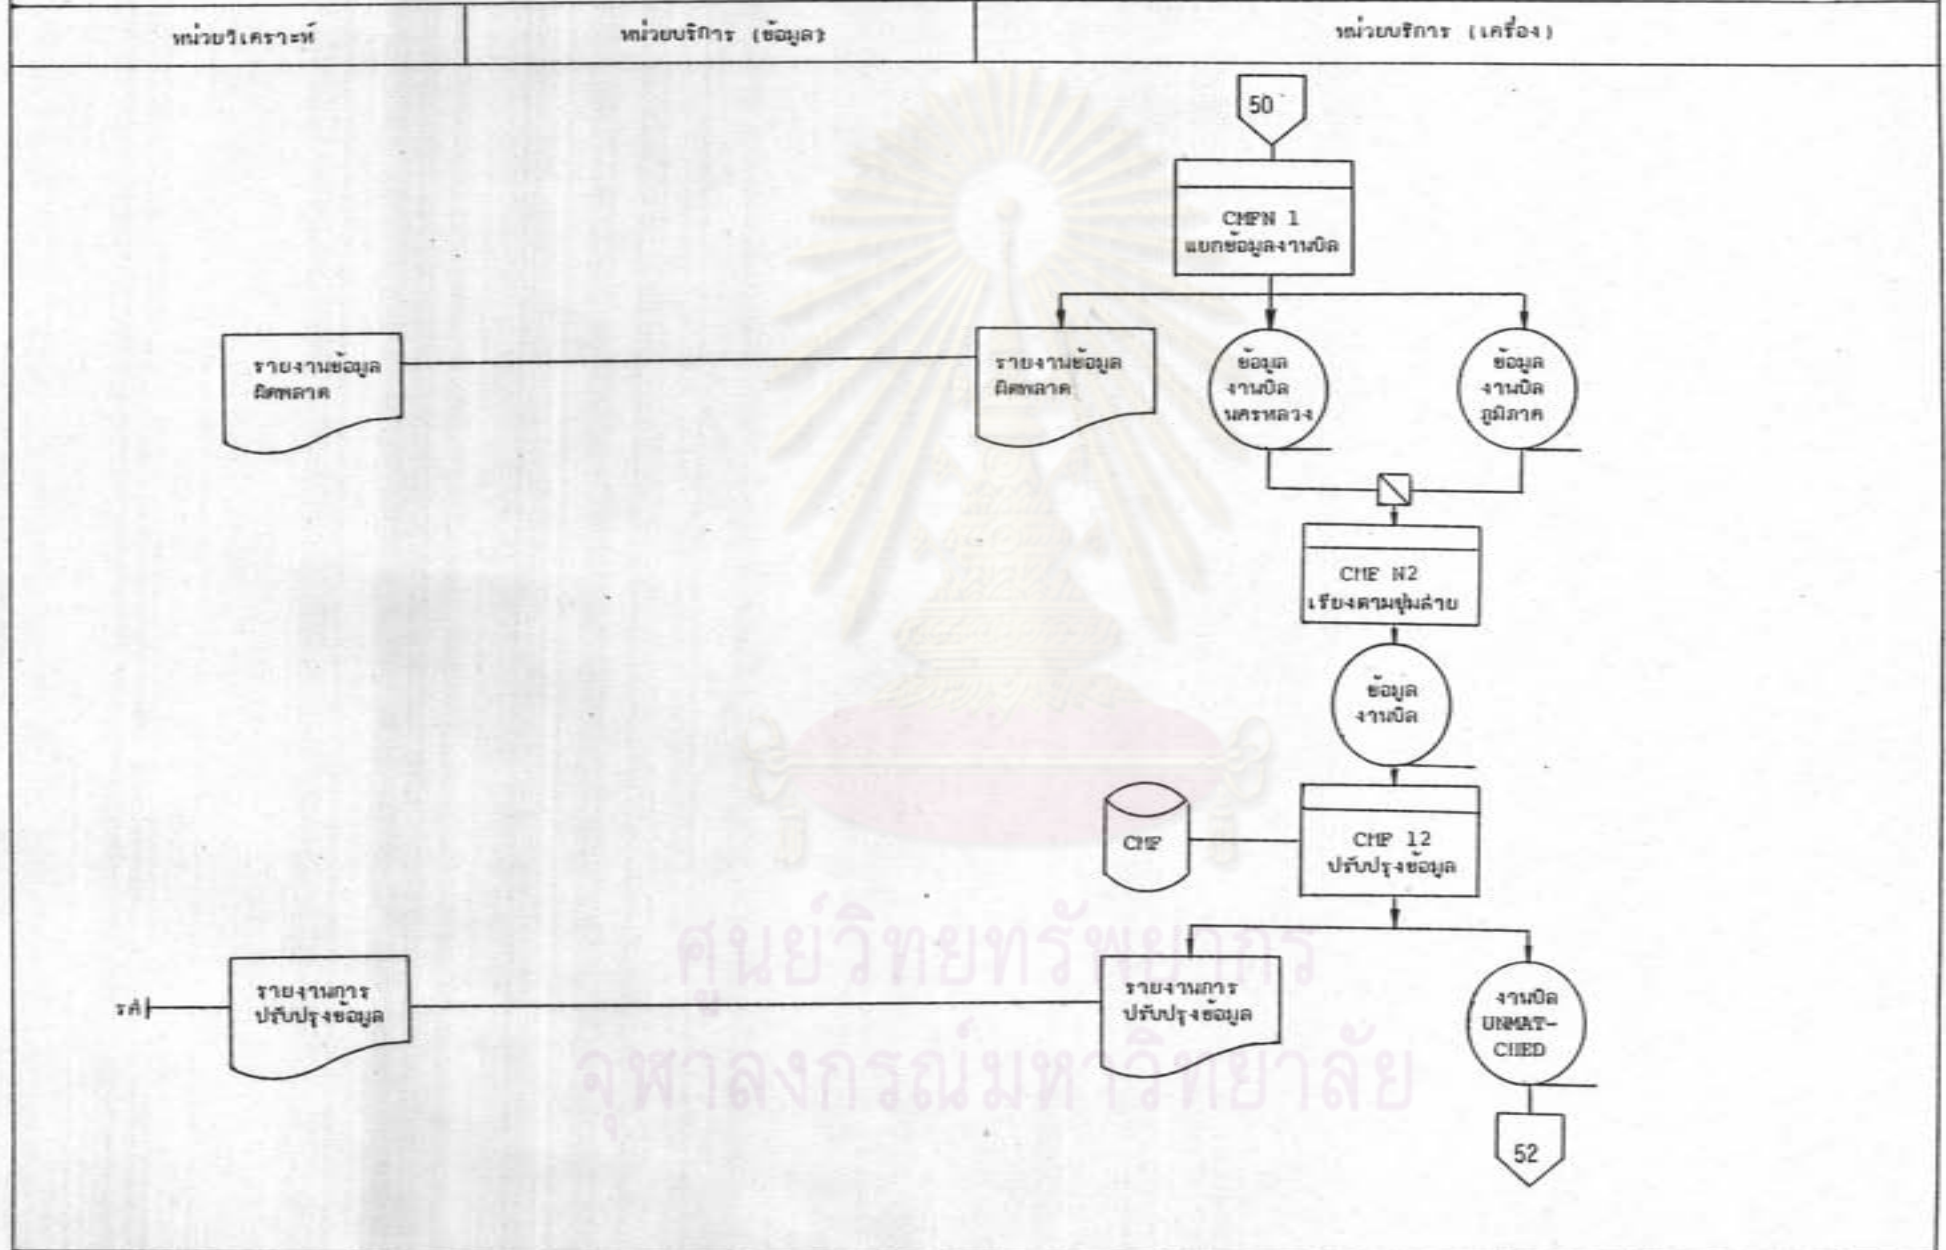 หน่วยวิเคราะห์
หน่วยบริการ (ข้อมูล)
หน่วยบริการ (เครื่อง)
50
CMFN 1
แยกข้อมูลงานบิล
รายงานข้อมูล
ผิดพลาด
รายงานข้อมูล
ผิดพลาด
ข้อมูล
งานบิล
นครหลวง
ข้อมูล
งานบิล
ภูมิภาค
CMF N2
เรียงตามชุมสาย
ข้อมูล
งานบิล
CMF
CMF 12
ปรับปรุงข้อมูล
รายงานการ
ปรับปรุงข้อมูล
รายงานการ
ปรับปรุงข้อมูล
งานบิล
UNMAT-
CHED
52
ศูนย์วิทยทรัพยากร
จุฬาลงกรณ์มหาวิทยาลัย